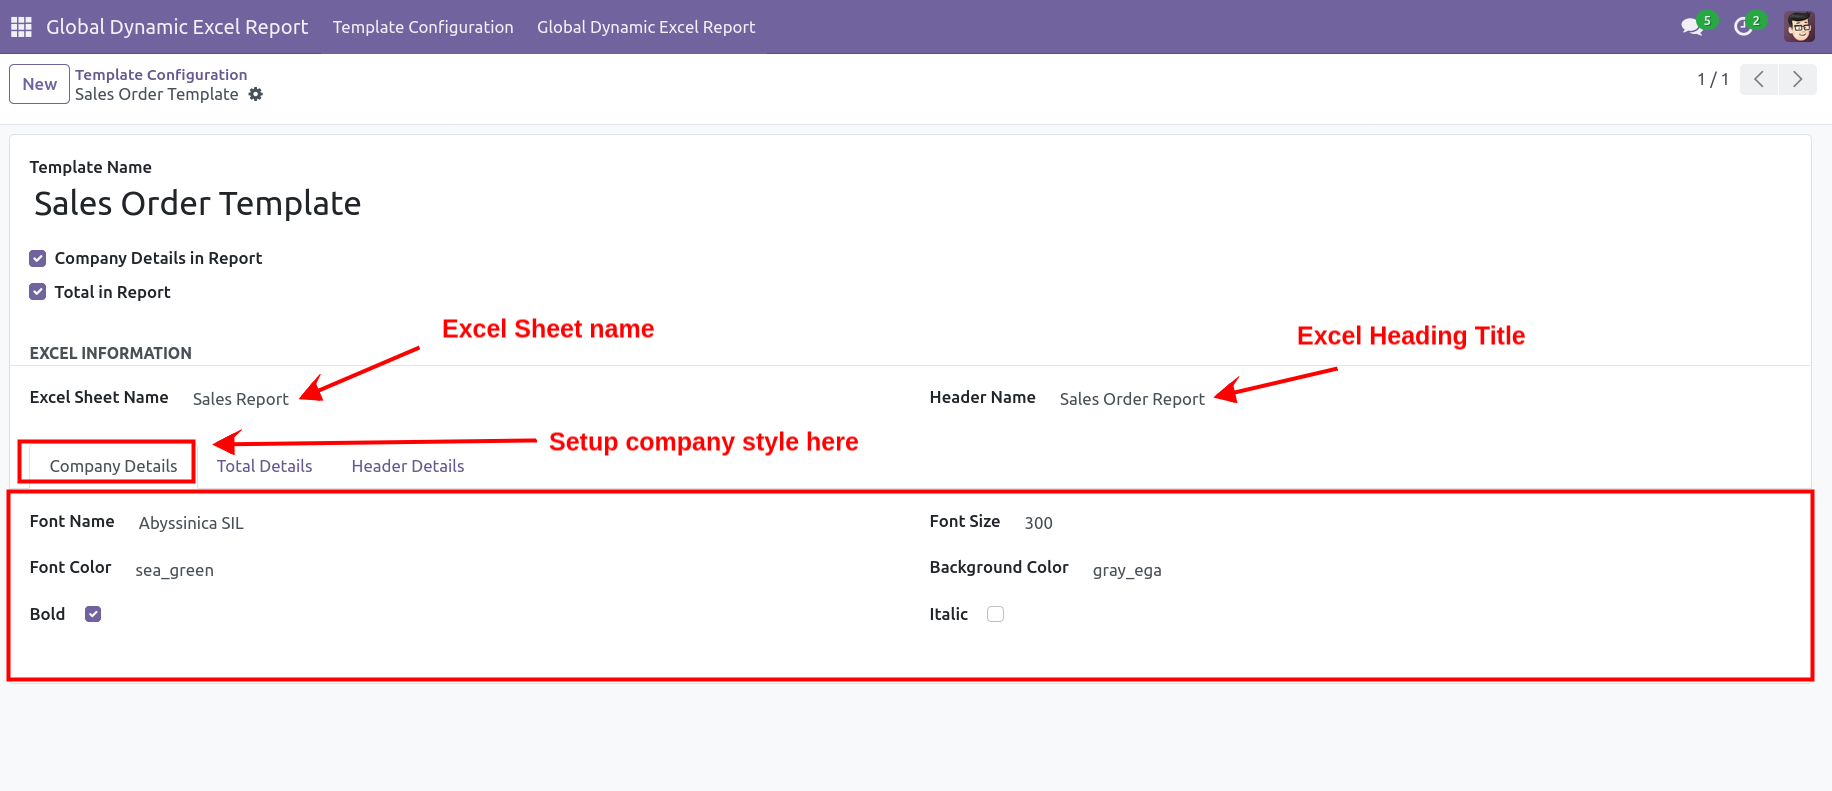 Global Dynamic Excel Report Template Configuration Global Dynamic Excel Report 5 2
New Template Configuration
Sales Order Template
1 / 1
Template Name
Sales Order Template
Company Details in Report
Total in Report
Excel Sheet name
Excel Heading Title
EXCEL INFORMATION
Excel Sheet Name Sales Report
Header Name Sales Order Report
Setup company style here
Company Details Total Details Header Details
Font Name Abyssinica SIL
Font Size 300
Font Color sea_green
Background Color gray_ega
Bold
Italic